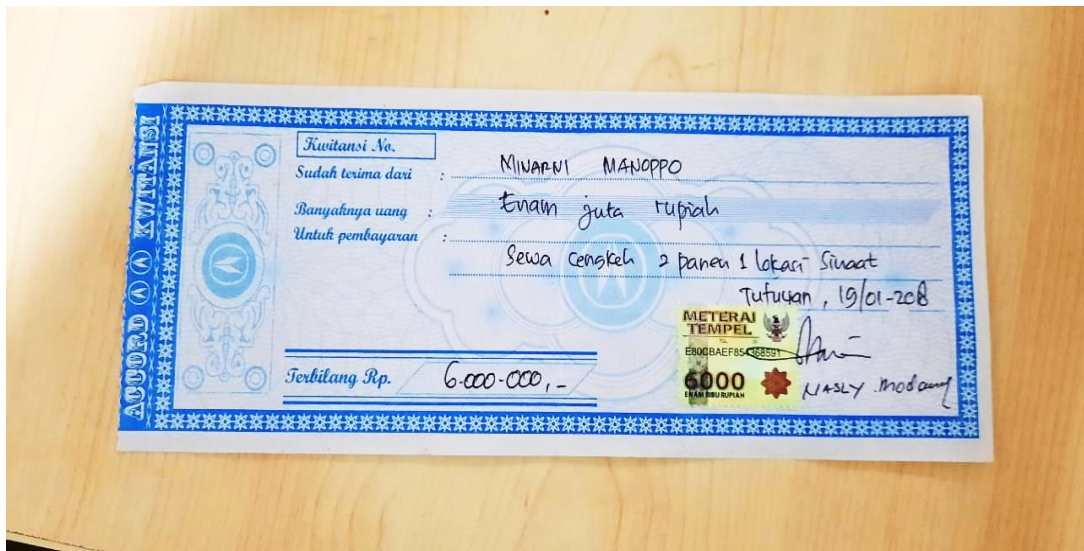 ACCORD KWITANSI
Kwitansi No.
Sudah terima dari : MINARNI MANOPPO
Banyaknya uang : Enam juta rupiah
Untuk pembayaran :
Sewa Cengkeh 2 panen 1 lokasi Sinaat
Tutuyan, 19/01-2018
METERAI
TEMPEL
E80CBAEF854368591
6000
ENAM RIBU RUPIAH
Terbilang Rp. 6.000.000,-
NASLY